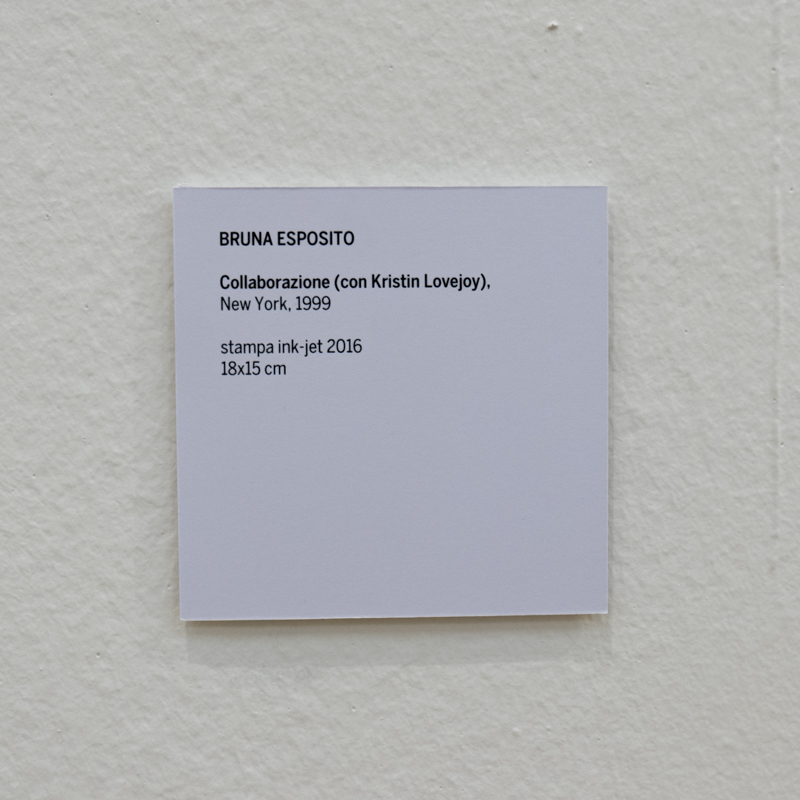 BRUNA ESPOSITO
Collaborazione (con Kristin Lovejoy),
New York, 1999
stampa ink-jet 2016
18x15 cm